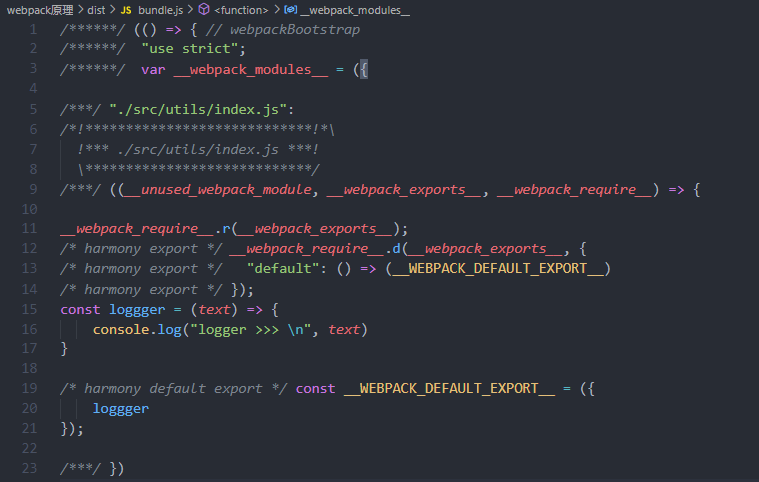 webpack原理 > dist > JS bundle.js > <function> > __webpack_modules__
1 /******/ (() => { // webpackBootstrap
2 /******/  "use strict";
3 /******/  var __webpack_modules__ = ({
4
5 /***/ "./src/utils/index.js":
6 /*!****************************!*\
7   !*** ./src/utils/index.js ***!
8   \****************************/
9 /***/ ((__unused_webpack_module, __webpack_exports__, __webpack_require__) => {
10
11 __webpack_require__.r(__webpack_exports__);
12 /* harmony export */ __webpack_require__.d(__webpack_exports__, {
13 /* harmony export */   "default": () => (__WEBPACK_DEFAULT_EXPORT__)
14 /* harmony export */ });
15 const loggger = (text) => {
16     console.log("logger >>> \n", text)
17 }
18
19 /* harmony default export */ const __WEBPACK_DEFAULT_EXPORT__ = ({
20     loggger
21 });
22
23 /***/ })